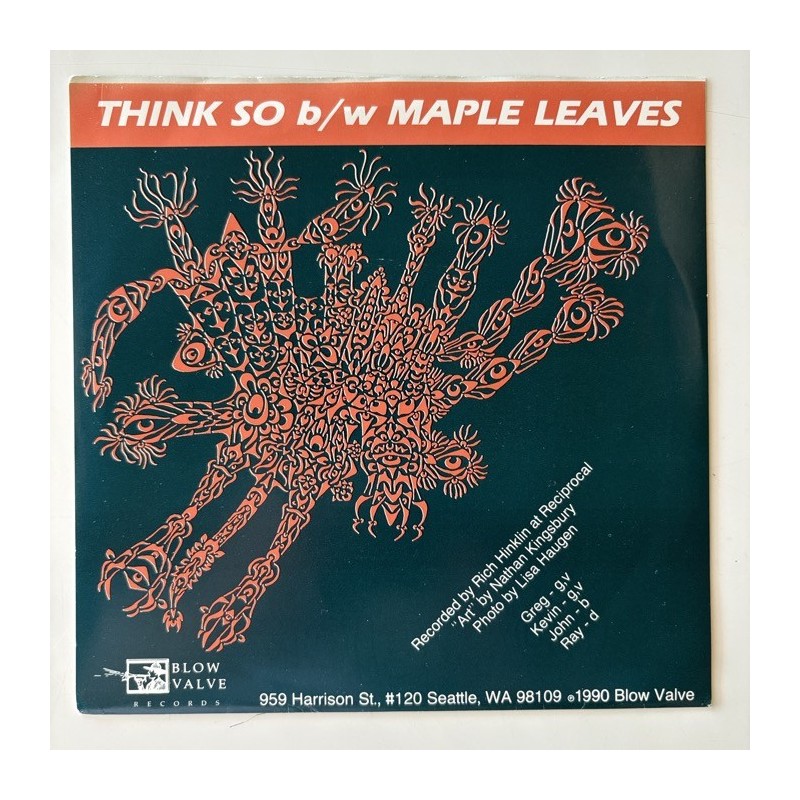 THINK SO b/w MAPLE LEAVES
Recorded by Rich Hinklin at Reciprocal
"Art" by Nathan Kingsbury
Photo by Lisa Haugen
Greg - g,v
Kevin - g,v
John - b
Ray - d
BLOW
VALVE
RECORDS
959 Harrison St., #120 Seattle, WA 98109 ℗1990 Blow Valve